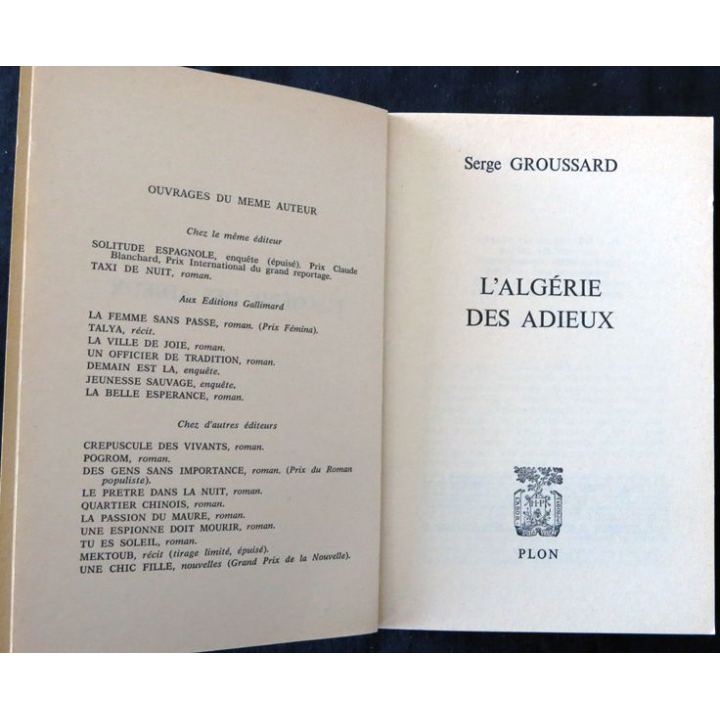 OUVRAGES DU MEME AUTEUR
Chez le même éditeur
SOLITUDE ESPAGNOLE, enquête (épuisé). Prix Claude
Blanchard, Prix International du grand reportage.
TAXI DE NUIT, roman.
Aux Editions Gallimard
LA FEMME SANS PASSE, roman. (Prix Fémina).
TALYA, récit.
LA VILLE DE JOIE, roman.
UN OFFICIER DE TRADITION, roman.
DEMAIN EST LA, enquête.
JEUNESSE SAUVAGE, enquête.
LA BELLE ESPERANCE, roman.
Chez d'autres éditeurs
CREPUSCULE DES VIVANTS, roman.
POGROM, roman.
DES GENS SANS IMPORTANCE, roman. (Prix du Roman
populiste).
LE PRETRE DANS LA NUIT, roman.
QUARTIER CHINOIS, roman.
LA PASSION DU MAURE, roman.
UNE ESPIONNE DOIT MOURIR, roman.
TU ES SOLEIL, roman.
MEKTOUB, récit (tirage limité, épuisé).
UNE CHIC FILLE, nouvelles (Grand Prix de la Nouvelle).
Serge GROUSSARD
L'ALGÉRIE
DES ADIEUX
PLON